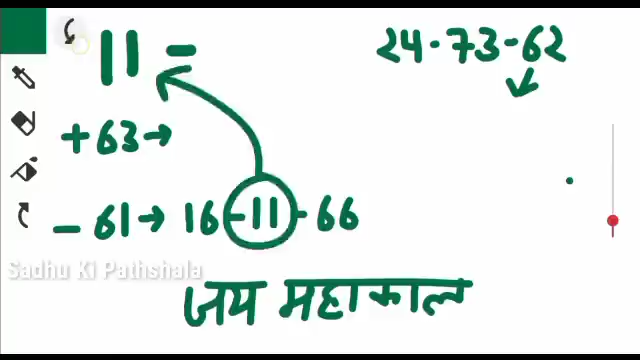 11 =
24-73-62
+63→
-61→ 16-11-66
Sadhu Ki Pathshala
जय महाकाल